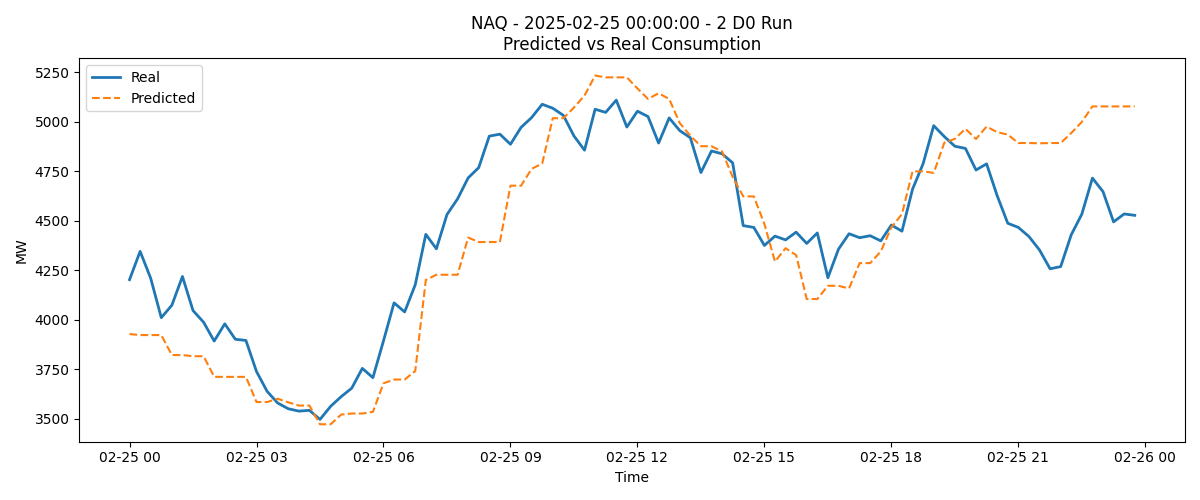 NAQ - 2025-02-25 00:00:00 - 2 D0 Run
Predicted vs Real Consumption
Real
Predicted
MW
5250
5000
4750
4500
4250
4000
3750
3500
02-25 00
02-25 03
02-25 06
02-25 09
02-25 12
02-25 15
02-25 18
02-25 21
02-26 00
Time